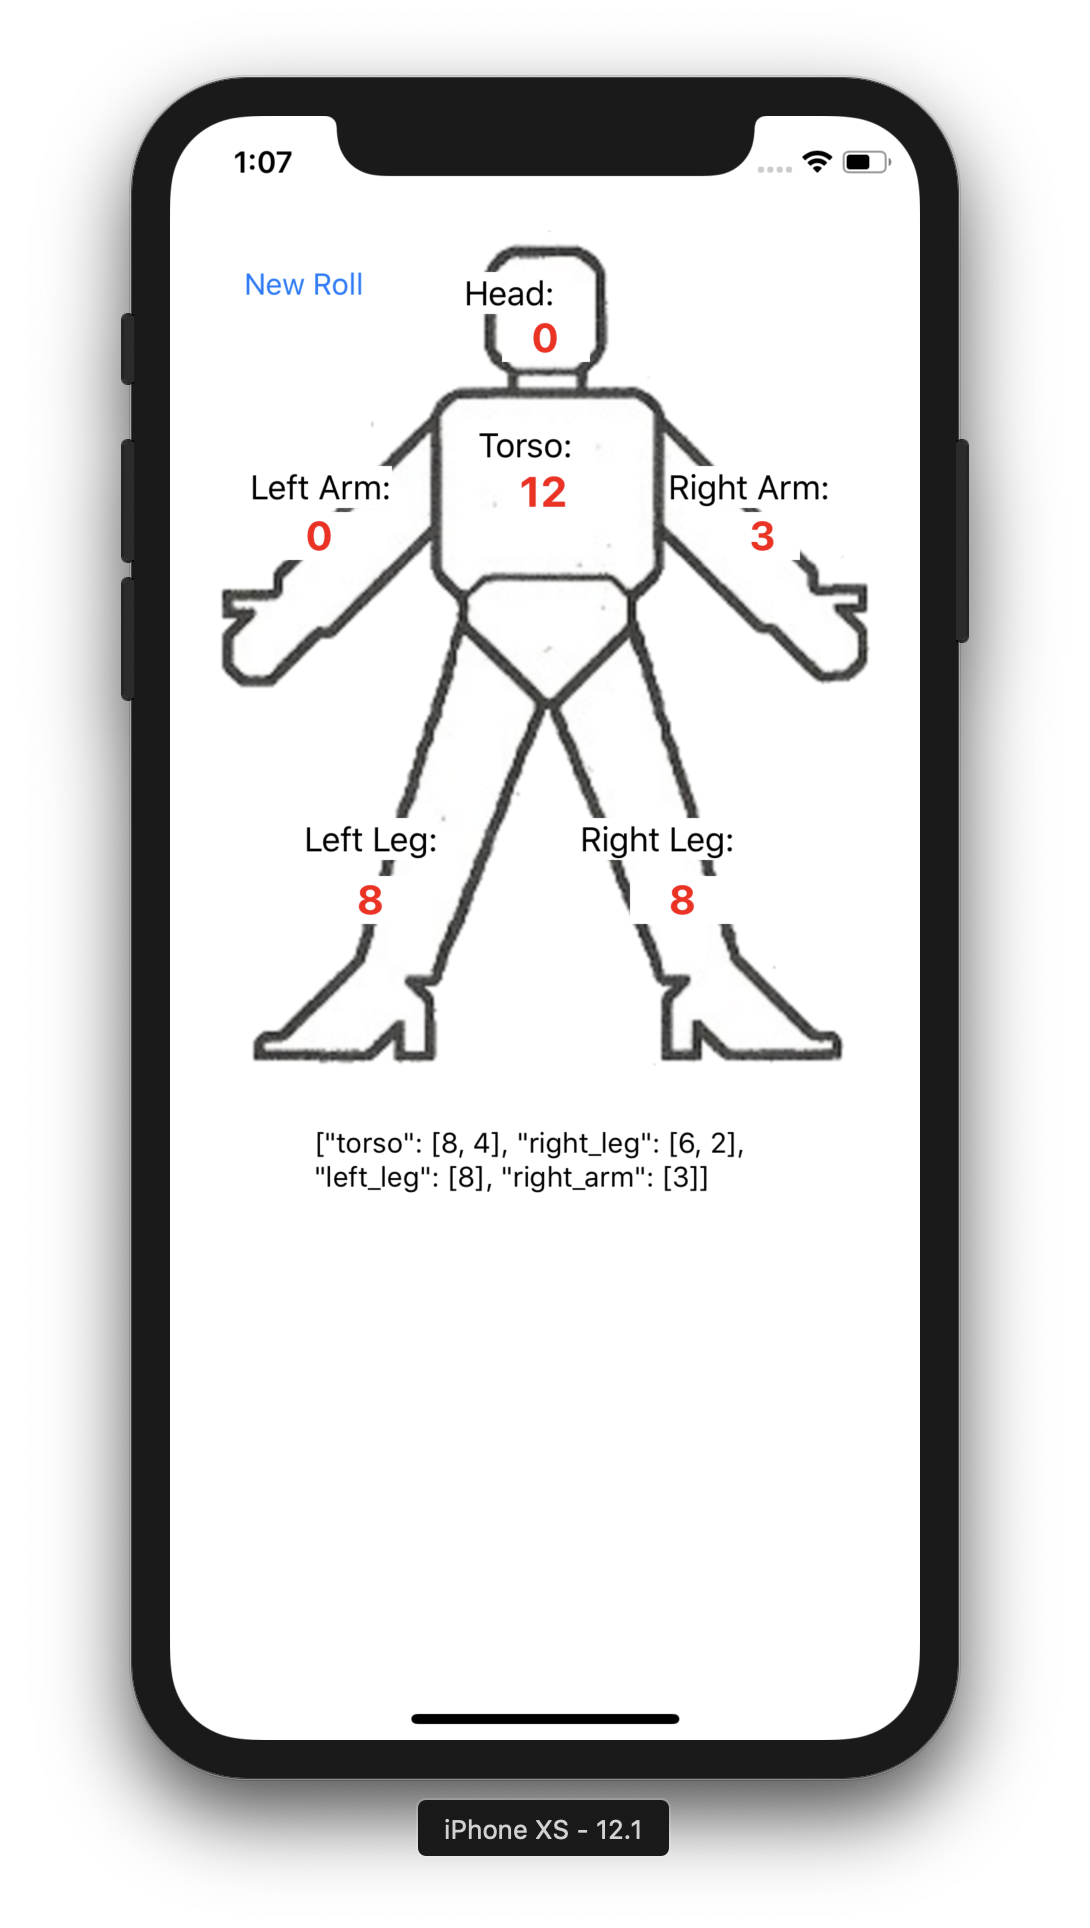 1:07
New Roll
Head:
0
Torso:
12
Left Arm:
0
Right Arm:
3
Left Leg:
8
Right Leg:
8
["torso": [8, 4], "right_leg": [6, 2],
"left_leg": [8], "right_arm": [3]]
iPhone XS - 12.1